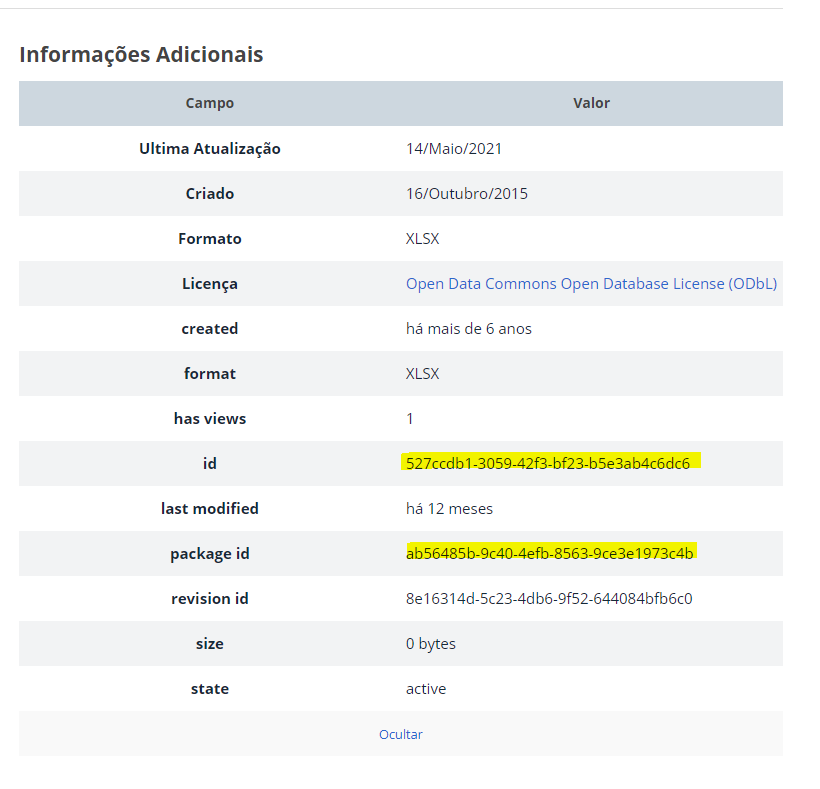 Informações Adicionais
Campo Valor
Ultima Atualização 14/Maio/2021
Criado 16/Outubro/2015
Formato XLSX
Licença Open Data Commons Open Database License (ODbL)
created há mais de 6 anos
format XLSX
has views 1
id 527ccdb1-3059-42f3-bf23-b5e3ab4c6dc6
last modified há 12 meses
package id ab56485b-9c40-4efb-8563-9ce3e1973c4b
revision id 8e16314d-5c23-4db6-9f52-644084bfb6c0
size 0 bytes
state active
Ocultar